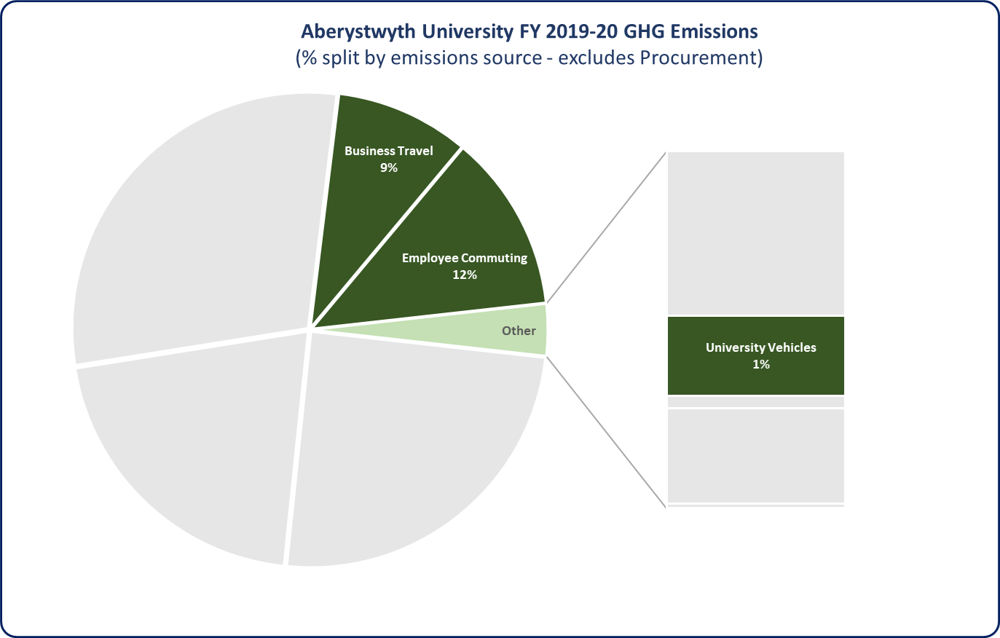 Aberystwyth University FY 2019-20 GHG Emissions
(% split by emissions source - excludes Procurement)
Business Travel
9%
Employee Commuting
12%
Other
University Vehicles
1%